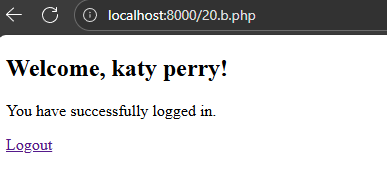 localhost:8000/20.b.php
Welcome, katy perry!
You have successfully logged in.
Logout